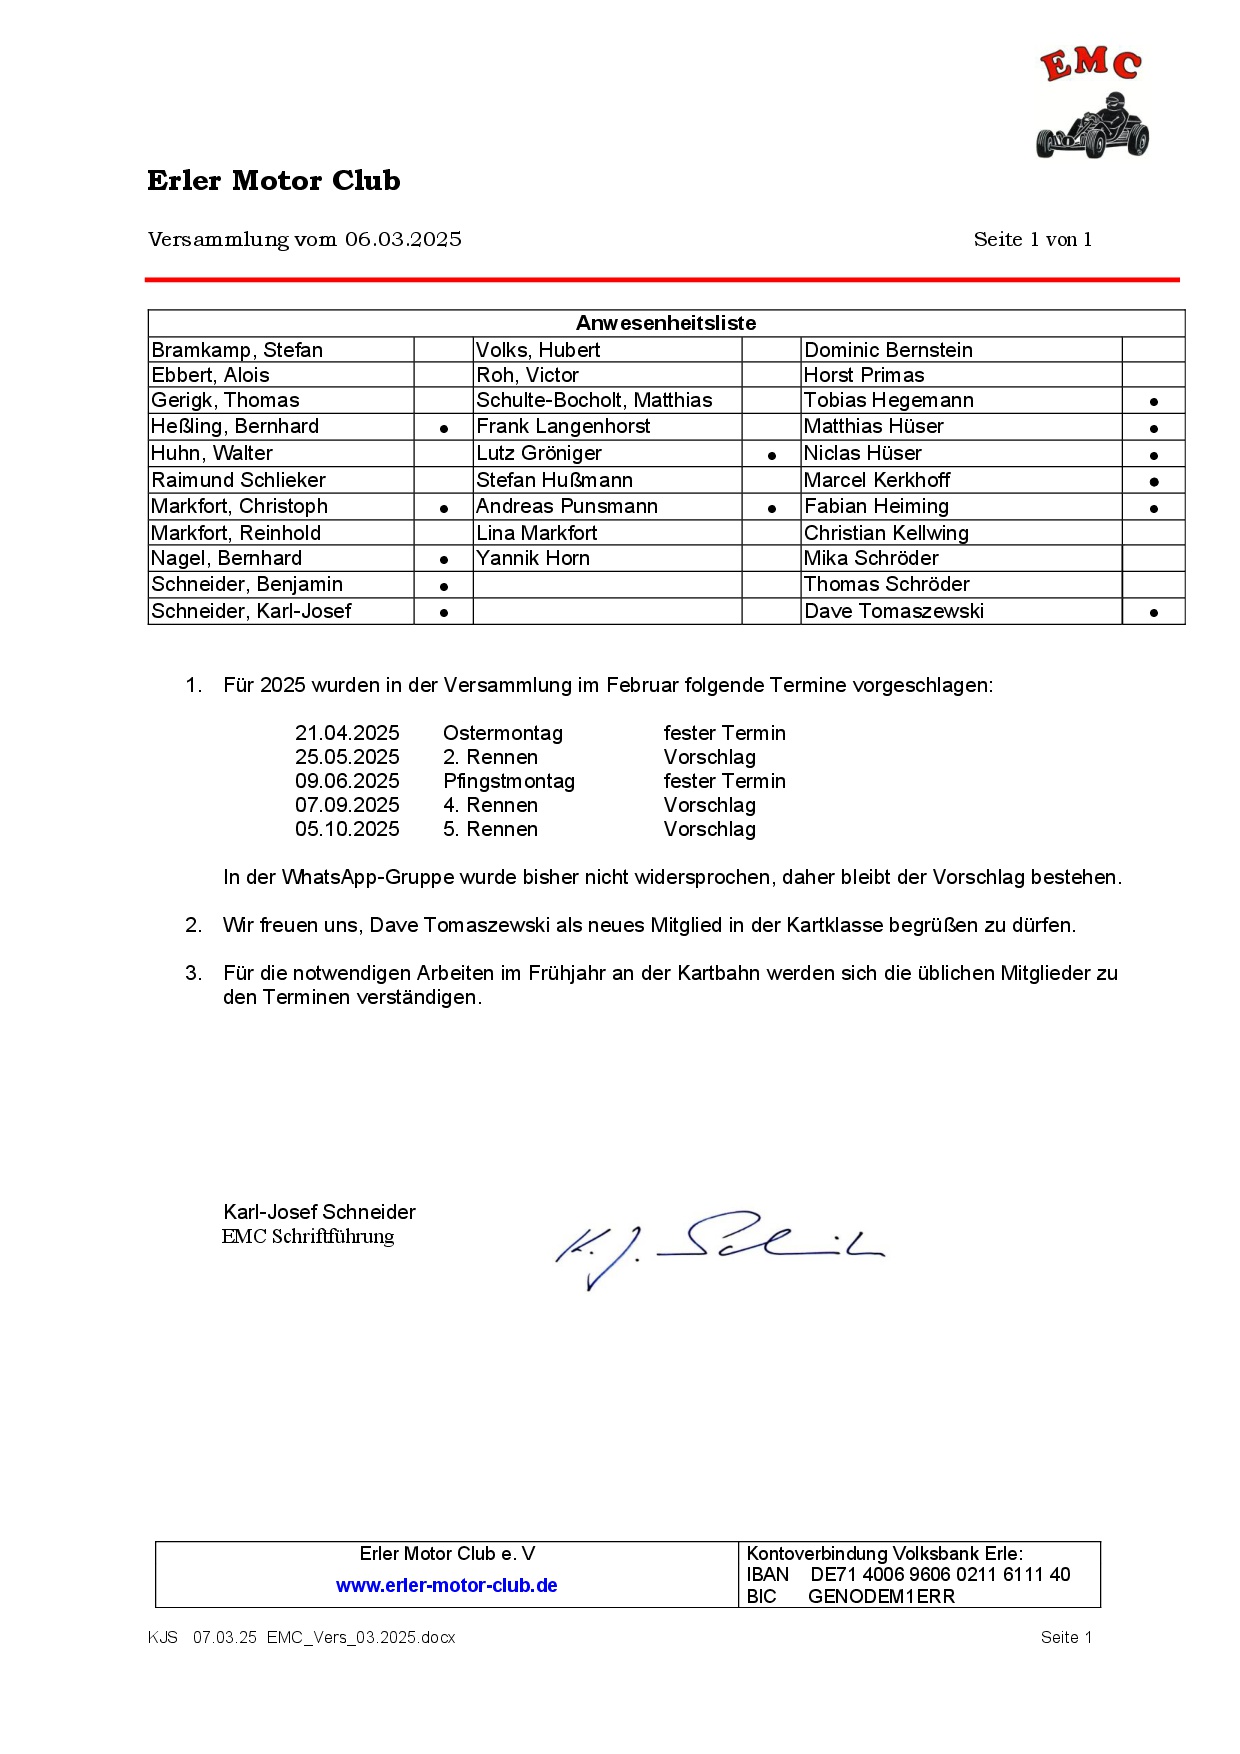 EMC
Erler Motor Club
Versammlung vom 06.03.2025 Seite 1 von 1
Anwesenheitsliste
Bramkamp, Stefan Volks, Hubert Dominic Bernstein
Ebbert, Alois Roh, Victor Horst Primas
Gerigk, Thomas Schulte-Bocholt, Matthias Tobias Hegemann •
Heßling, Bernhard • Frank Langenhorst Matthias Hüser •
Huhn, Walter Lutz Gröniger • Niclas Hüser •
Raimund Schlieker Stefan Hußmann Marcel Kerkhoff •
Markfort, Christoph • Andreas Punsmann • Fabian Heiming •
Markfort, Reinhold Lina Markfort Christian Kellwing
Nagel, Bernhard • Yannik Horn Mika Schröder
Schneider, Benjamin • Thomas Schröder
Schneider, Karl-Josef • Dave Tomaszewski •
1. Für 2025 wurden in der Versammlung im Februar folgende Termine vorgeschlagen:
21.04.2025 Ostermontag fester Termin
25.05.2025 2. Rennen Vorschlag
09.06.2025 Pfingstmontag fester Termin
07.09.2025 4. Rennen Vorschlag
05.10.2025 5. Rennen Vorschlag
In der WhatsApp-Gruppe wurde bisher nicht widersprochen, daher bleibt der Vorschlag bestehen.
2. Wir freuen uns, Dave Tomaszewski als neues Mitglied in der Kartklasse begrüßen zu dürfen.
3. Für die notwendigen Arbeiten im Frühjahr an der Kartbahn werden sich die üblichen Mitglieder zu
den Terminen verständigen.
Karl-Josef Schneider
EMC Schriftführung
K. J. Schneider
Erler Motor Club e. V
www.erler-motor-club.de
Kontoverbindung Volksbank Erle:
IBAN DE71 4006 9606 0211 6111 40
BIC GENODEM1ERR
KJS 07.03.25 EMC_Vers_03.2025.docx Seite 1